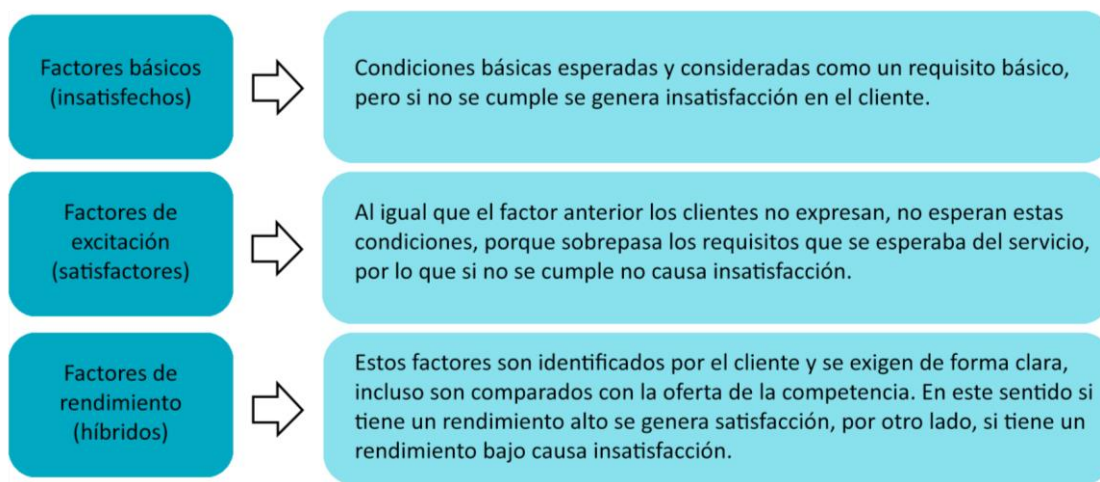 Factores básicos
(insatisfechos)
Condiciones básicas esperadas y consideradas como un requisito básico,
pero si no se cumple se genera insatisfacción en el cliente.
Factores de
excitación
(satisfactores)
Al igual que el factor anterior los clientes no expresan, no esperan estas
condiciones, porque sobrepasa los requisitos que se esperaba del servicio,
por lo que si no se cumple no causa insatisfacción.
Factores de
rendimiento
(híbridos)
Estos factores son identificados por el cliente y se exigen de forma clara,
incluso son comparados con la oferta de la competencia. En este sentido si
tiene un rendimiento alto se genera satisfacción, por otro lado, si tiene un
rendimiento bajo causa insatisfacción.